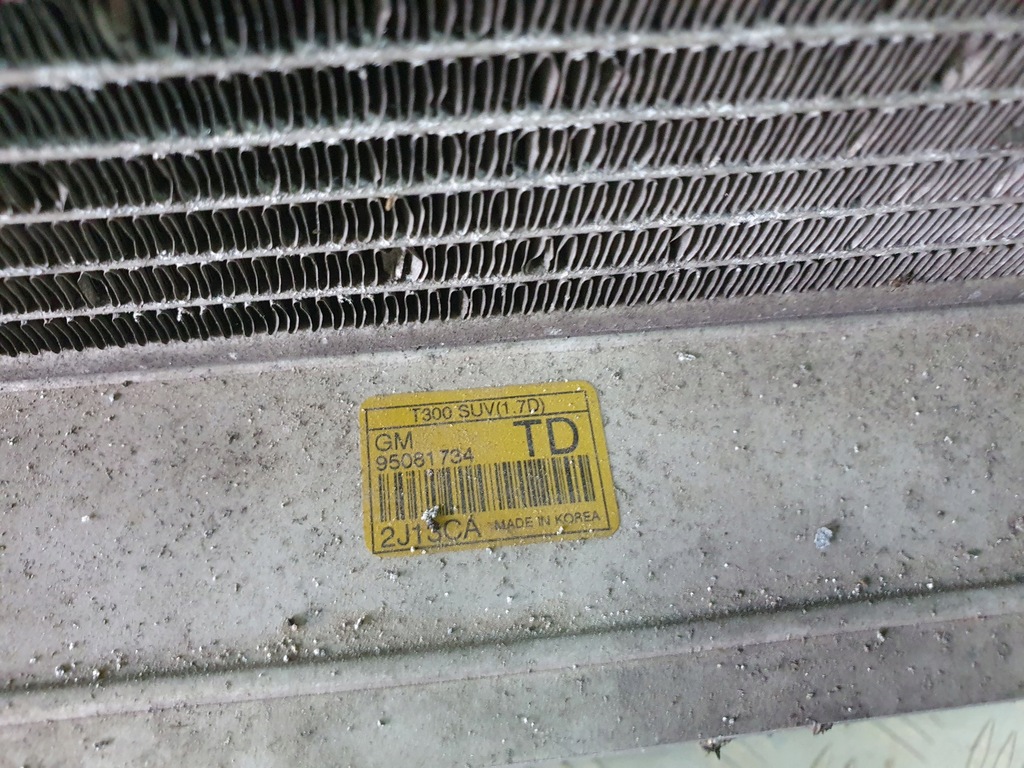 T300 SUV(1.7D)
GM TD
95081734
2J13CA MADE IN KOREA